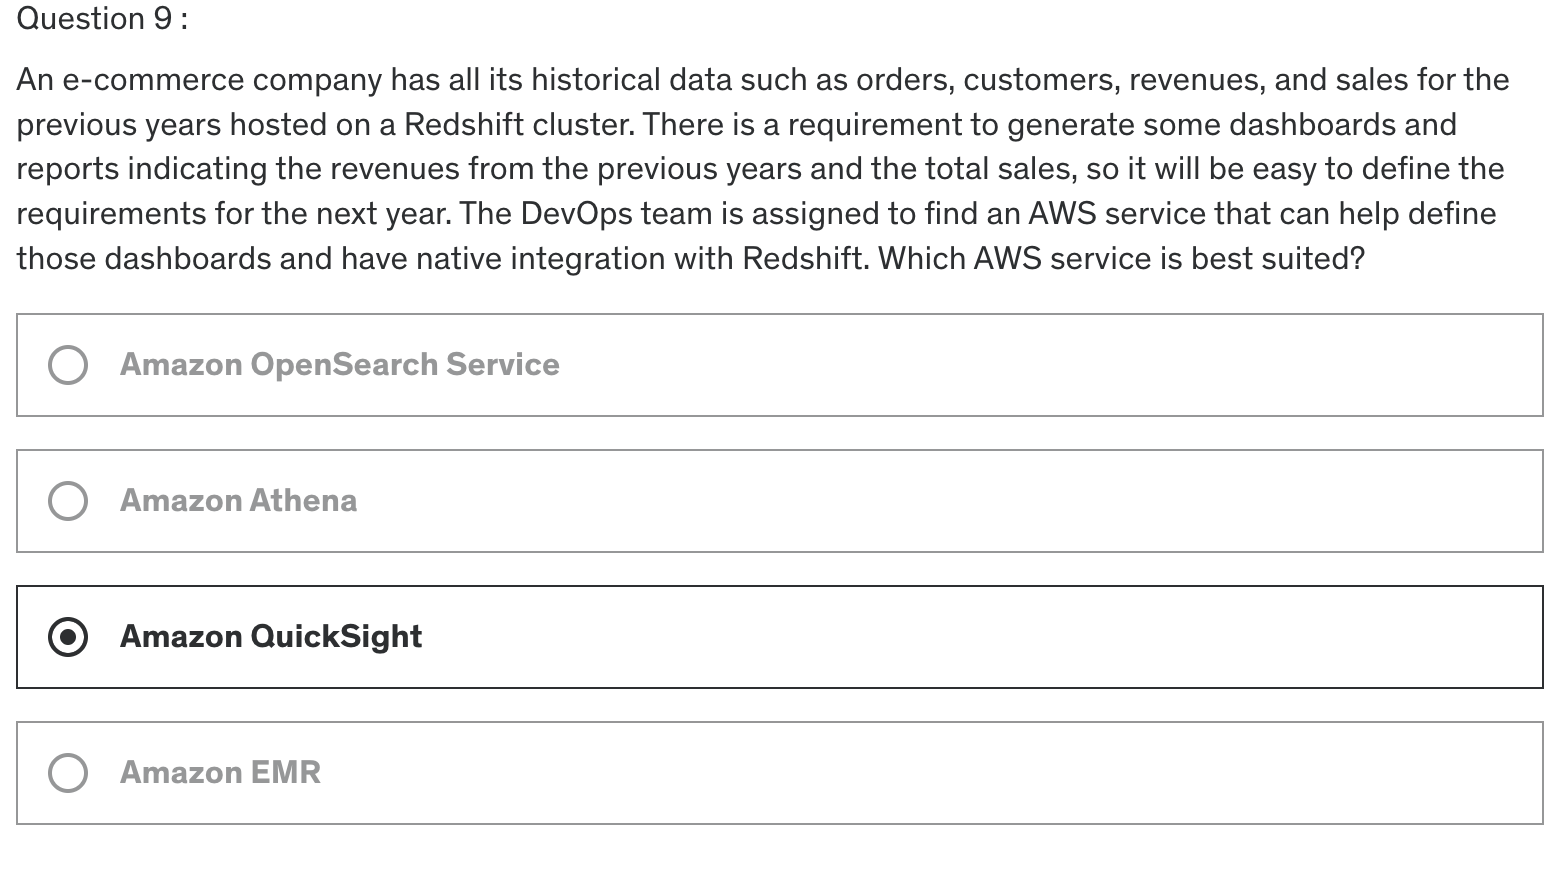 Question 9 :
An e-commerce company has all its historical data such as orders, customers, revenues, and sales for the
previous years hosted on a Redshift cluster. There is a requirement to generate some dashboards and
reports indicating the revenues from the previous years and the total sales, so it will be easy to define the
requirements for the next year. The DevOps team is assigned to find an AWS service that can help define
those dashboards and have native integration with Redshift. Which AWS service is best suited?
Amazon OpenSearch Service
Amazon Athena
Amazon QuickSight
Amazon EMR